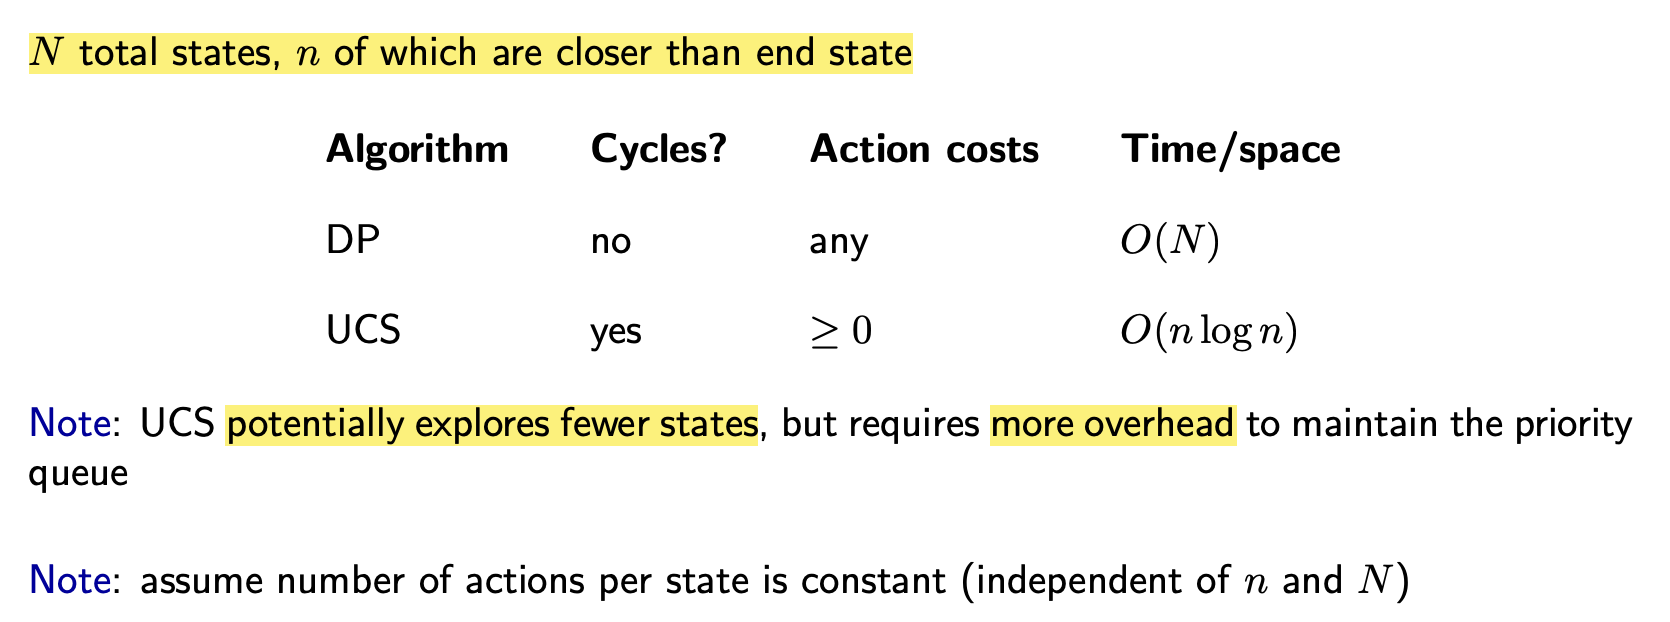 N total states, n of which are closer than end state
Algorithm Cycles? Action costs Time/space
DP no any O(N)
UCS yes ≥ 0 O(n log n)
Note: UCS potentially explores fewer states, but requires more overhead to maintain the priority
queue
Note: assume number of actions per state is constant (independent of n and N)